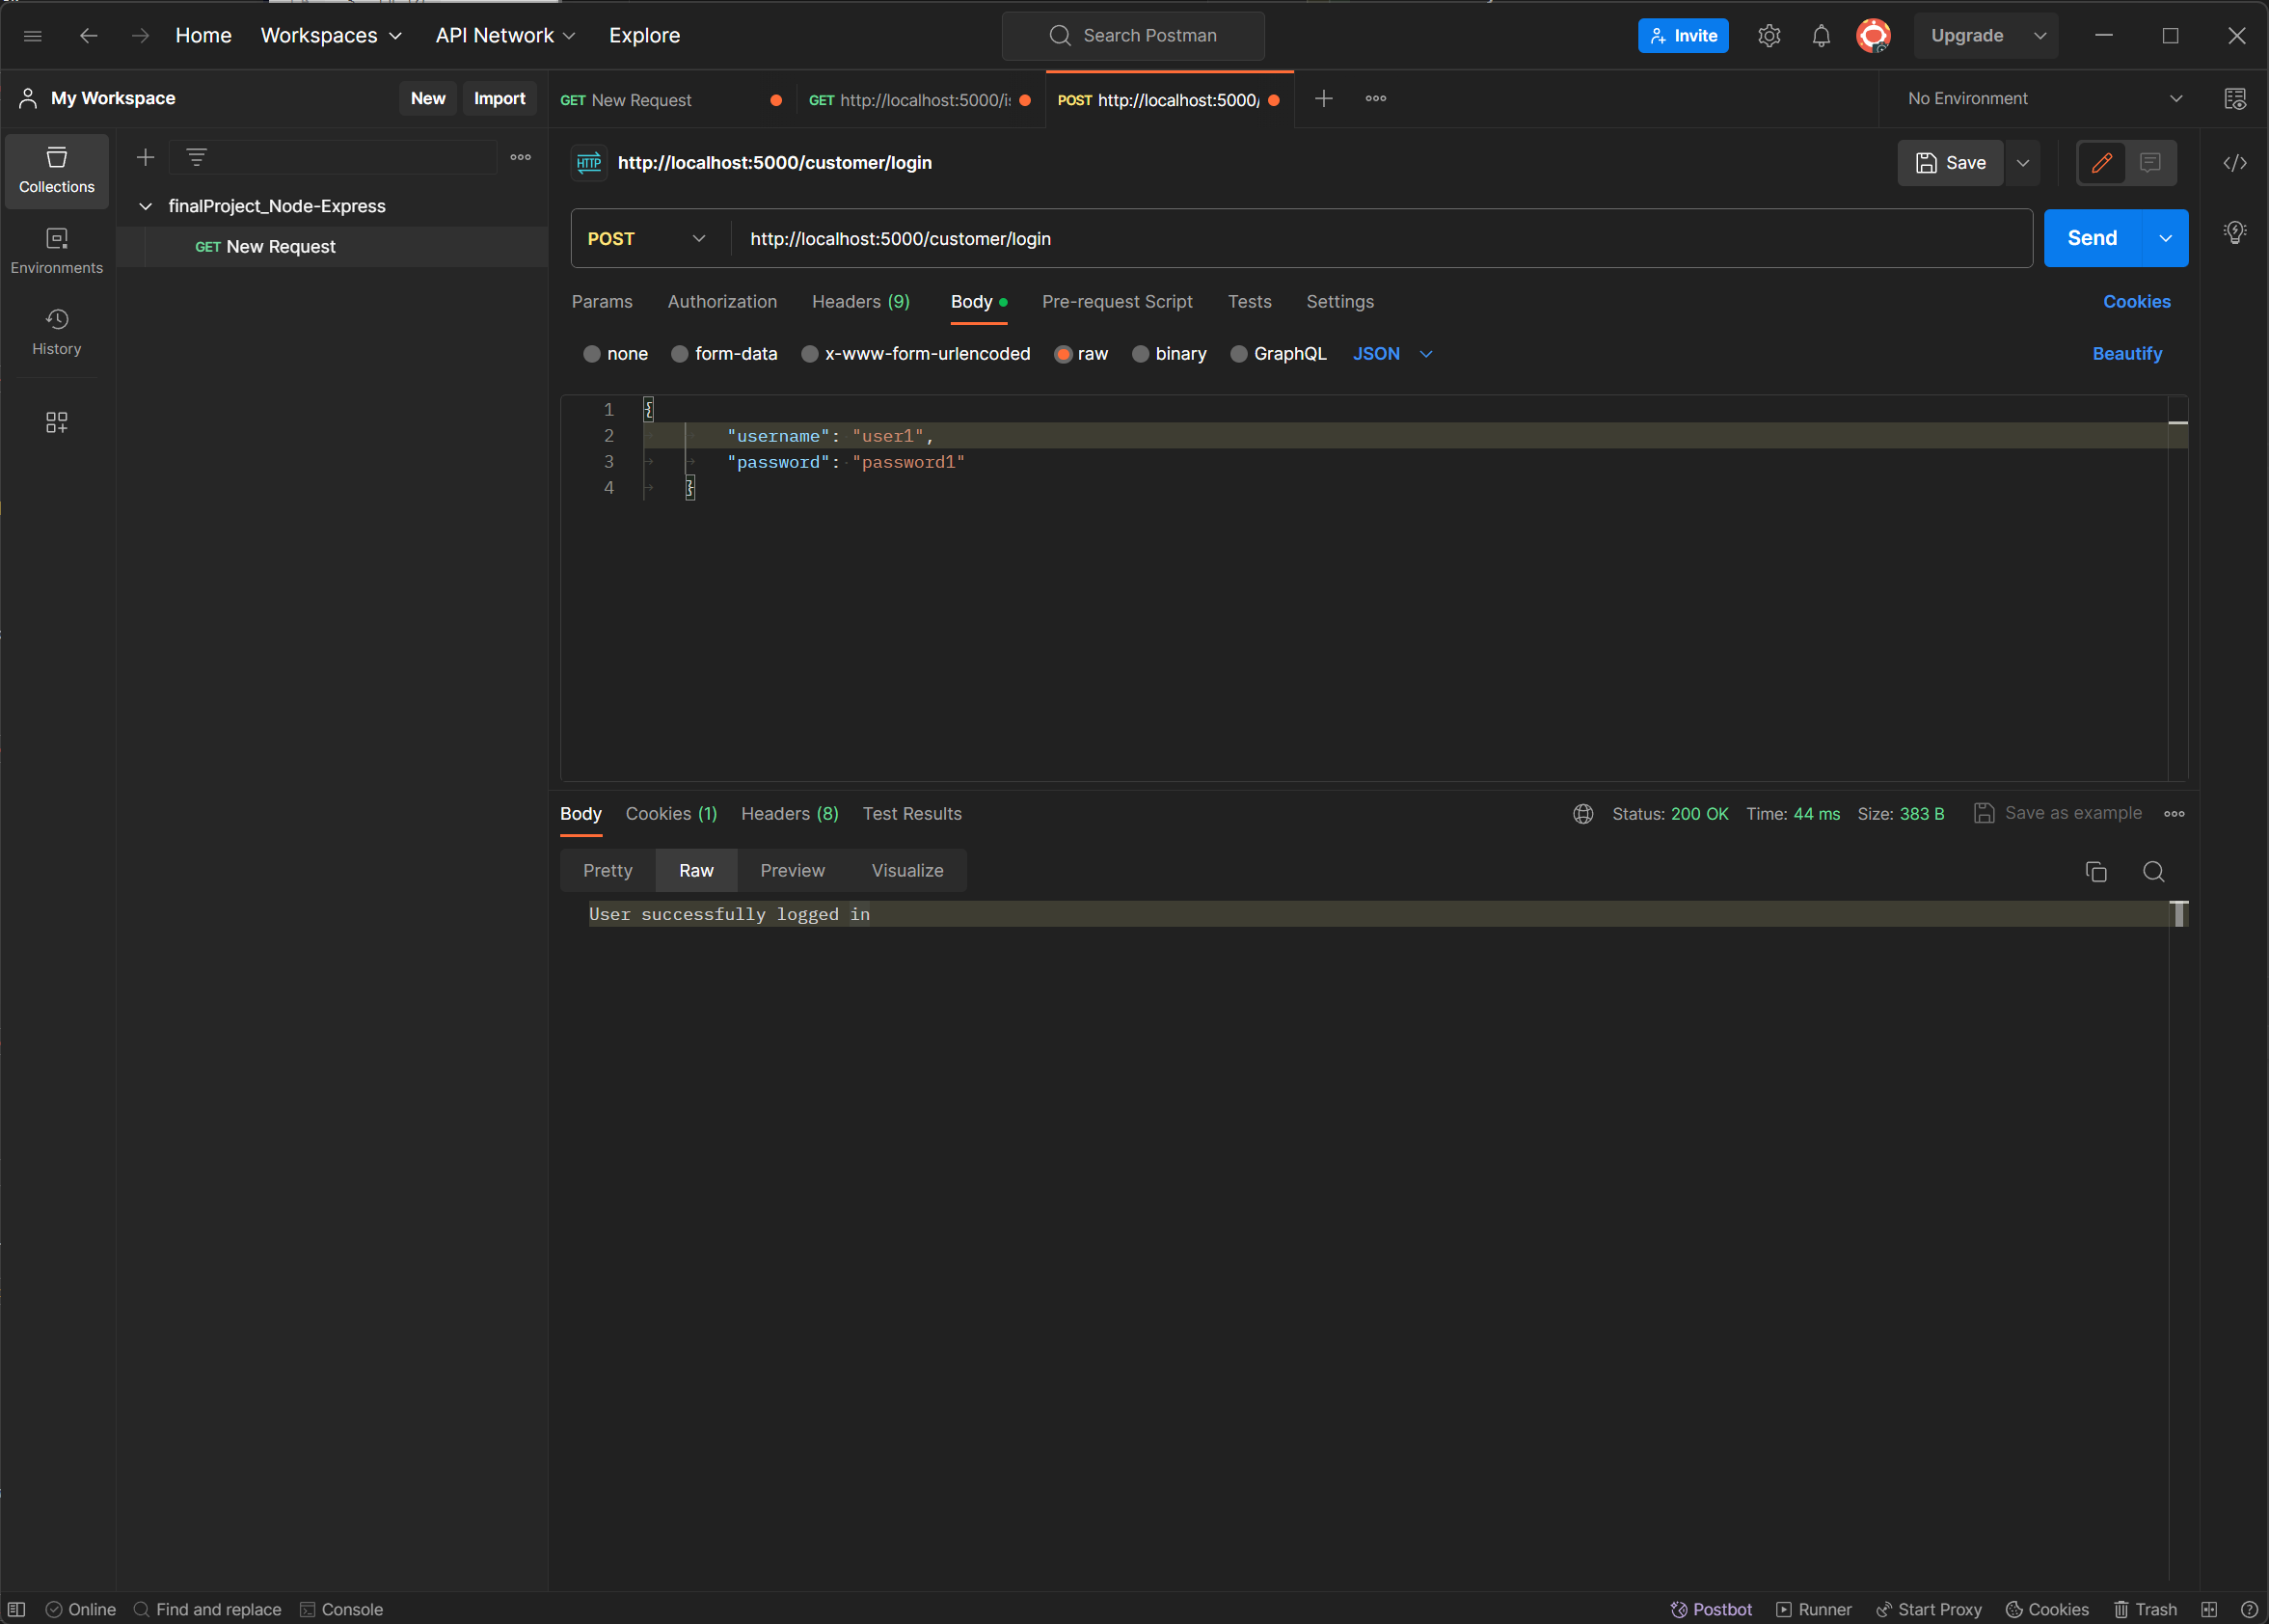 Home Workspaces API Network Explore Search Postman Invite Upgrade
My Workspace New Import GET New Request GET http://localhost:5000/i POST http://localhost:5000/ No Environment
Collections
Environments
History
finalProject_Node-Express
GET New Request
HTTP http://localhost:5000/customer/login Save
POST http://localhost:5000/customer/login Send
Params Authorization Headers (9) Body Pre-request Script Tests Settings Cookies
none form-data x-www-form-urlencoded raw binary GraphQL JSON Beautify
1 {
2 "username": "user1",
3 "password": "password1"
4 }
Body Cookies (1) Headers (8) Test Results Status: 200 OK Time: 44 ms Size: 383 B Save as example
Pretty Raw Preview Visualize
User successfully logged in
Online Find and replace Console Postbot Runner Start Proxy Cookies Trash